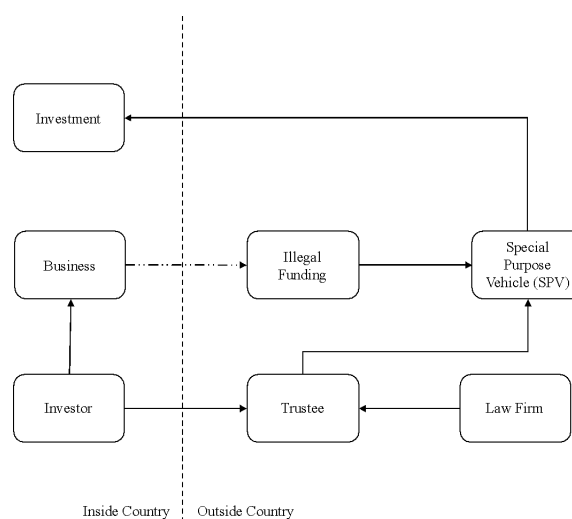 Investment
Business
Illegal
Funding
Special
Purpose
Vehicle (SPV)
Investor
Trustee
Law Firm
Inside Country
Outside Country